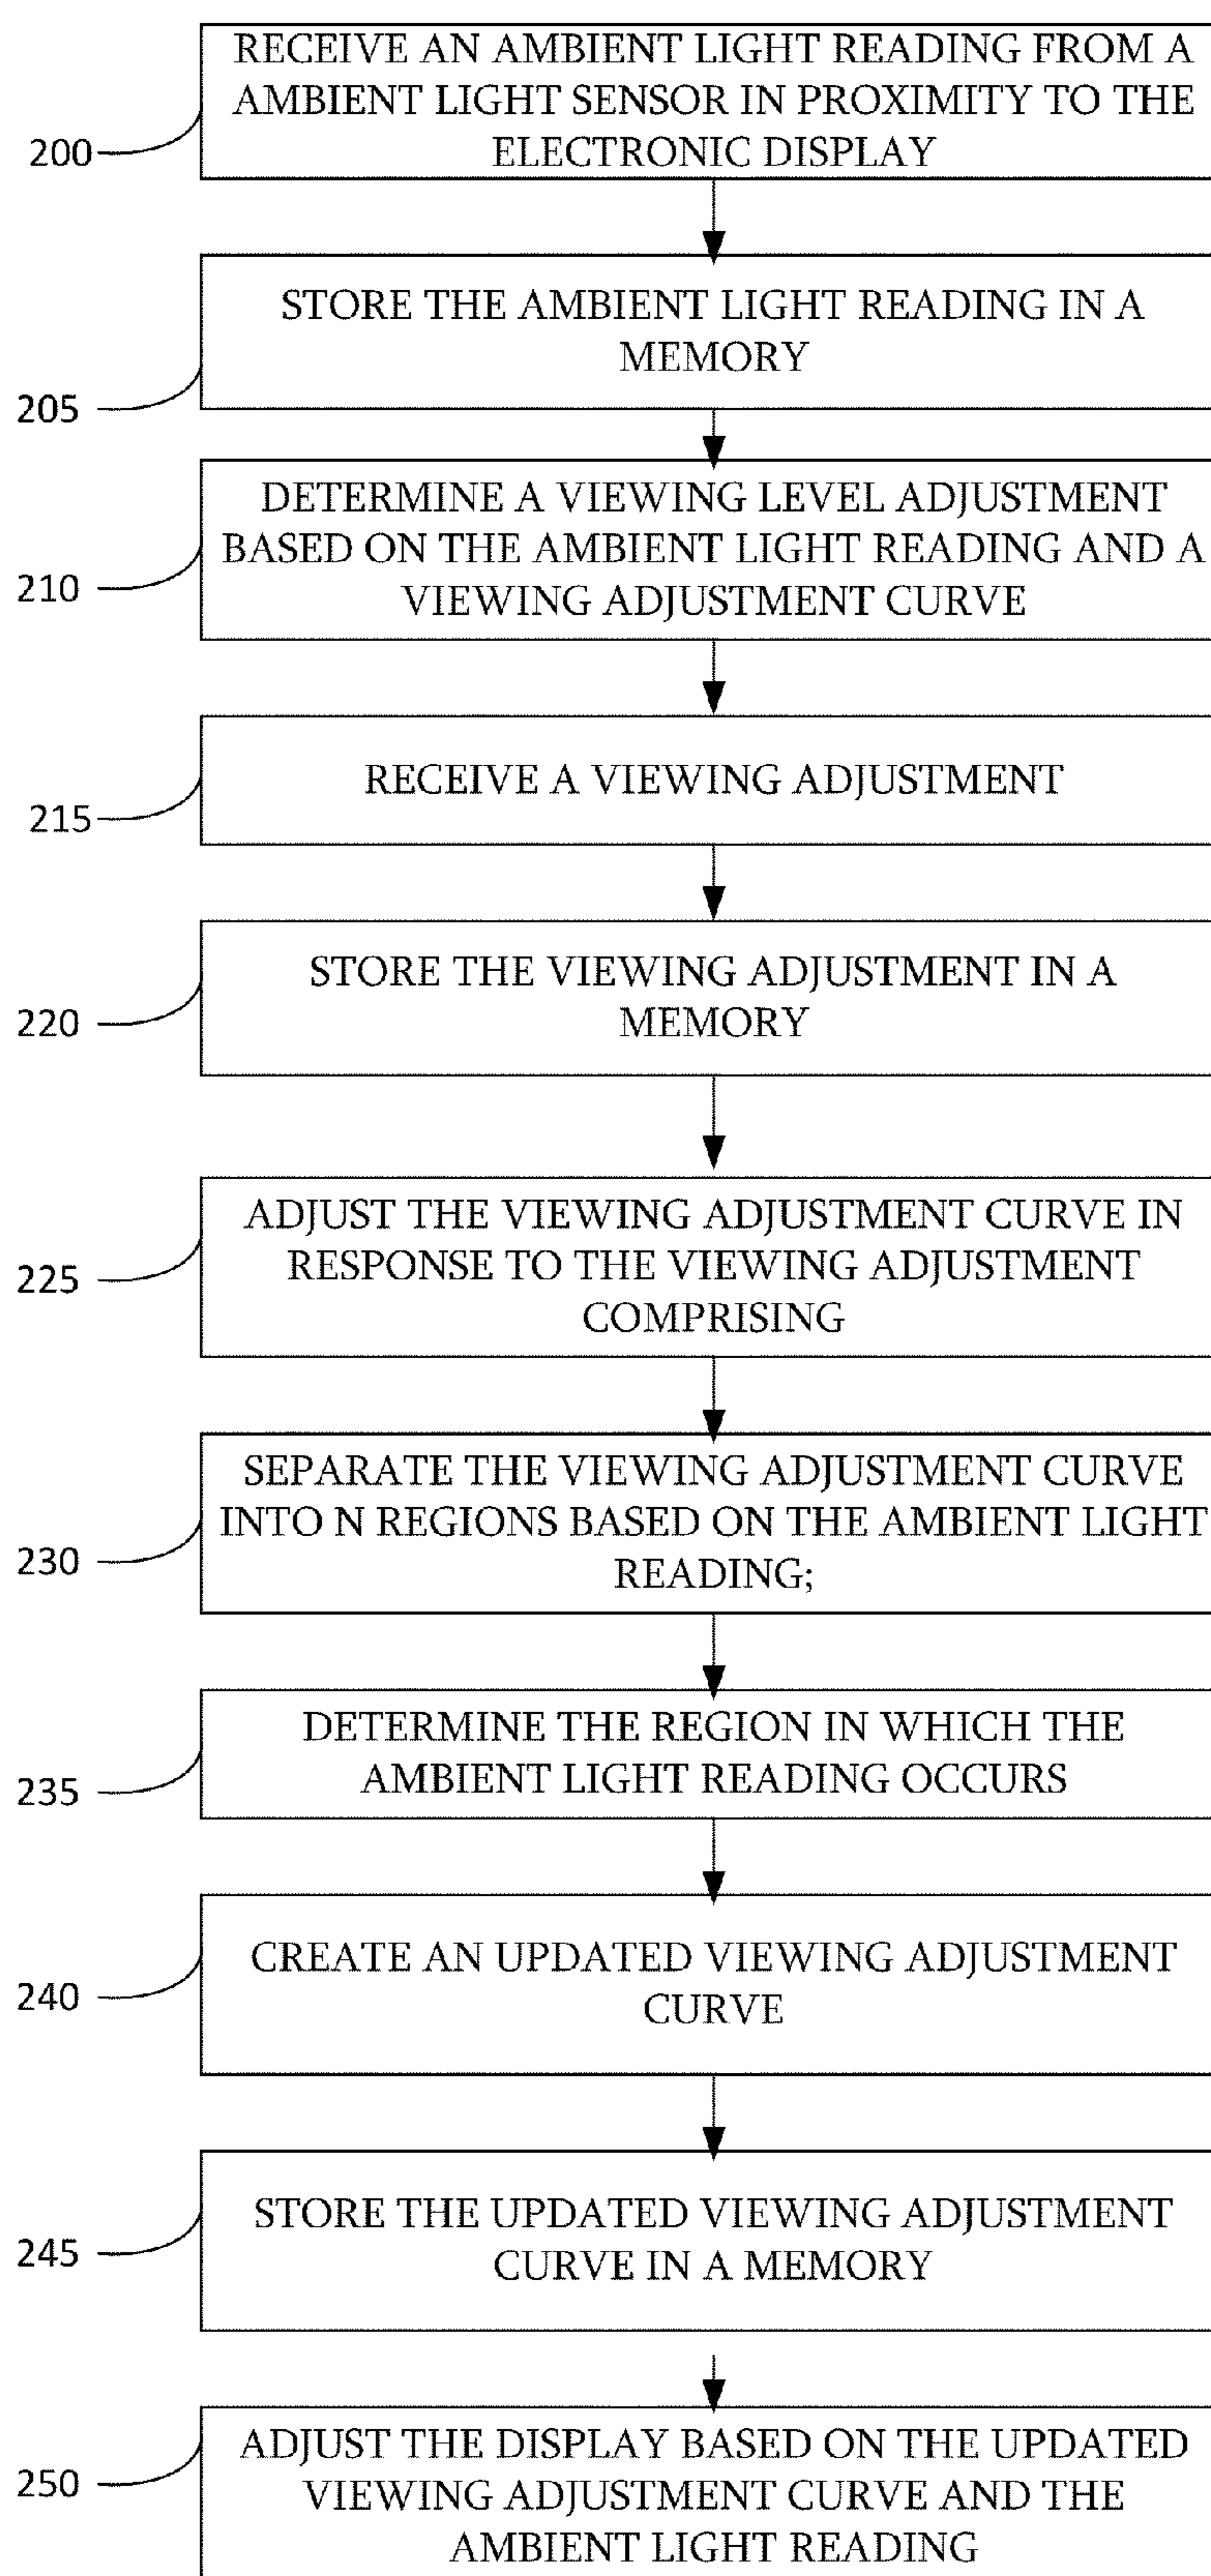 RECEIVE AN AMBIENT LIGHT READING FROM A
AMBIENT LIGHT SENSOR IN PROXIMITY TO THE
ELECTRONIC DISPLAY
200
STORE THE AMBIENT LIGHT READING IN A
MEMORY
205
DETERMINE A VIEWING LEVEL ADJUSTMENT
BASED ON THE AMBIENT LIGHT READING AND A
VIEWING ADJUSTMENT CURVE
210
RECEIVE A VIEWING ADJUSTMENT
215
STORE THE VIEWING ADJUSTMENT IN A
MEMORY
220
ADJUST THE VIEWING ADJUSTMENT CURVE IN
RESPONSE TO THE VIEWING ADJUSTMENT
COMPRISING
225
SEPARATE THE VIEWING ADJUSTMENT CURVE
INTO N REGIONS BASED ON THE AMBIENT LIGHT
READING;
230
DETERMINE THE REGION IN WHICH THE
AMBIENT LIGHT READING OCCURS
235
CREATE AN UPDATED VIEWING ADJUSTMENT
CURVE
240
STORE THE UPDATED VIEWING ADJUSTMENT
CURVE IN A MEMORY
245
ADJUST THE DISPLAY BASED ON THE UPDATED
VIEWING ADJUSTMENT CURVE AND THE
AMBIENT LIGHT READING
250